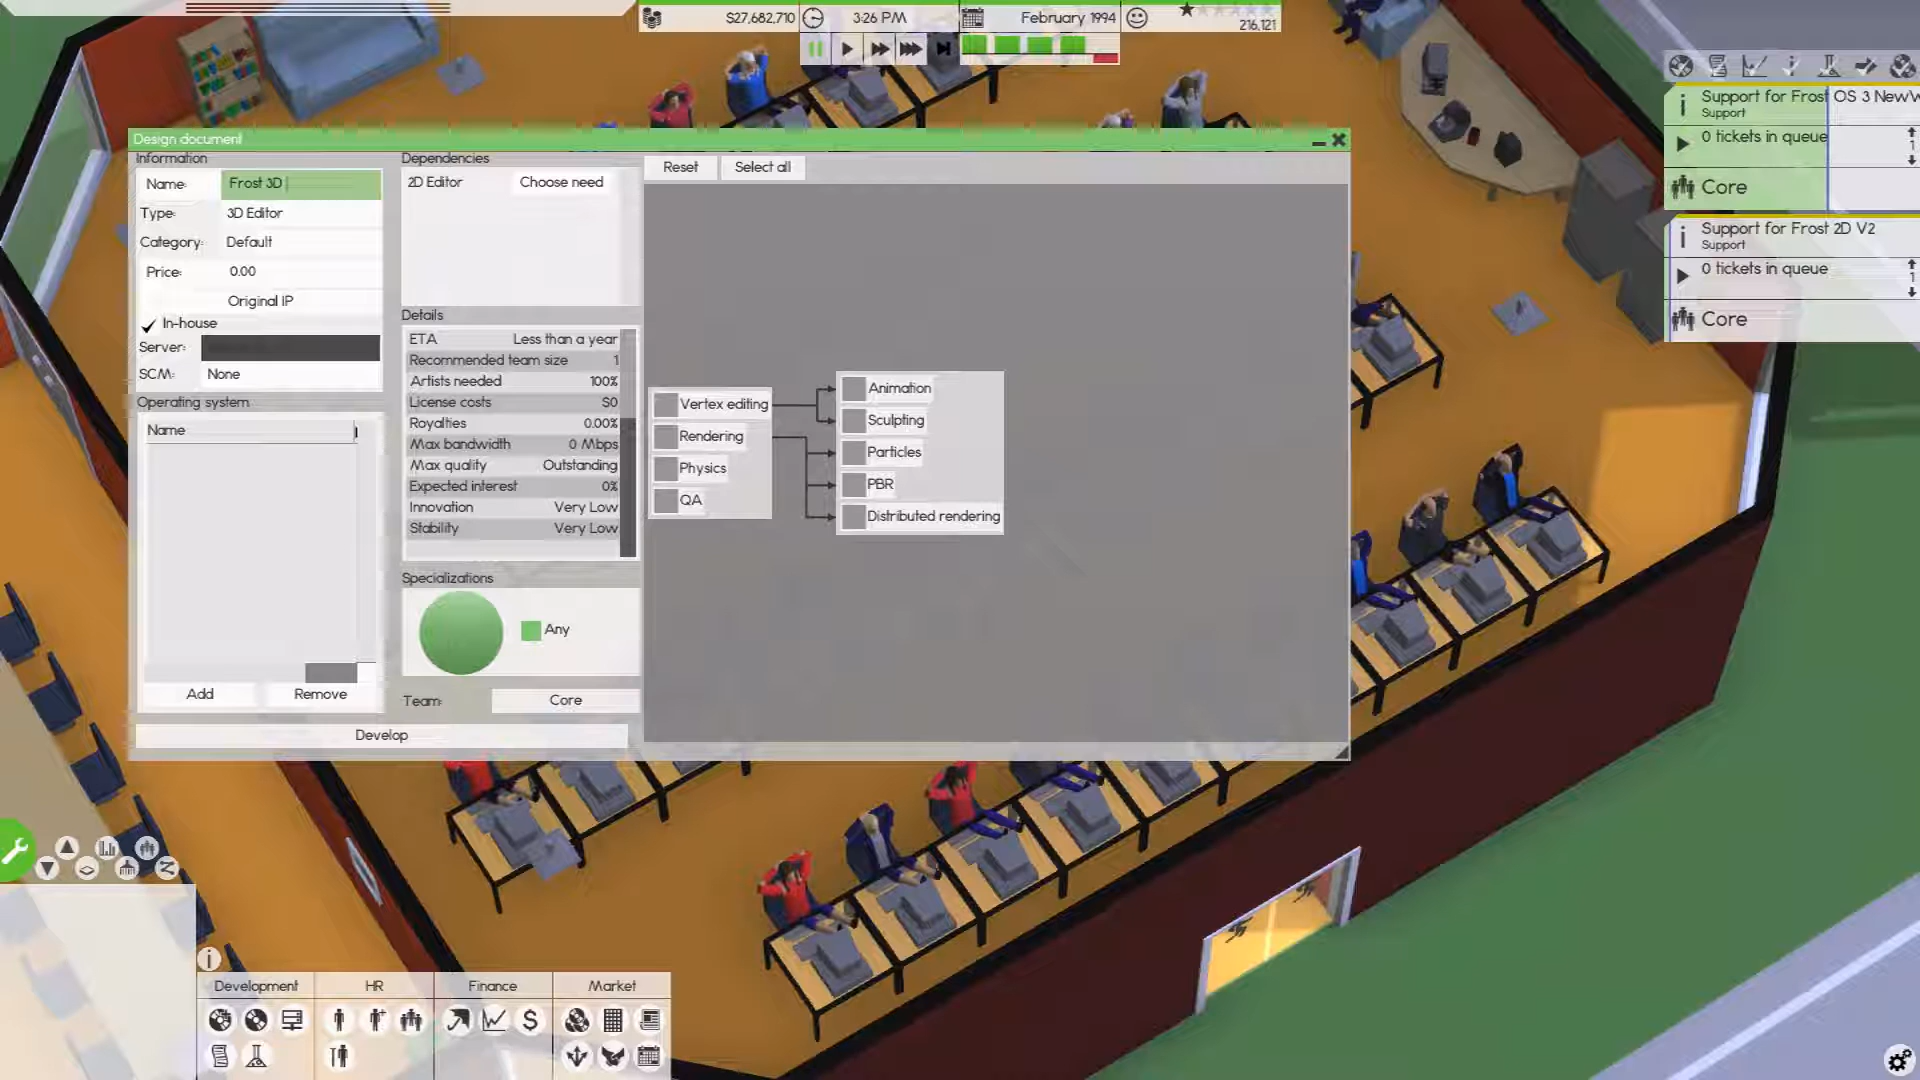 $27,682,710
3:26 PM
February 1994
216,121
Design document
Information
Name: Frost 3D
Type: 3D Editor
Category: Default
Price: 0.00
Original IP
In-house
Server:
SCM: None
Operating system
Name
Add
Remove
Develop
Dependencies
2D Editor
Choose need
Details
ETA Less than a year
Recommended team size 1
Artists needed 100%
License costs $0
Royalties 0.00%
Max bandwidth 0 Mbps
Max quality Outstanding
Expected interest 0%
Innovation Very Low
Stability Very Low
Specializations
Any
Team: Core
Reset
Select all
Vertex editing
Rendering
Physics
QA
Animation
Sculpting
Particles
PBR
Distributed rendering
Support for Frost OS 3 NewW
Support
0 tickets in queue
1
Core
Support for Frost 2D V2
Support
0 tickets in queue
1
Core
Development
HR
Finance
Market